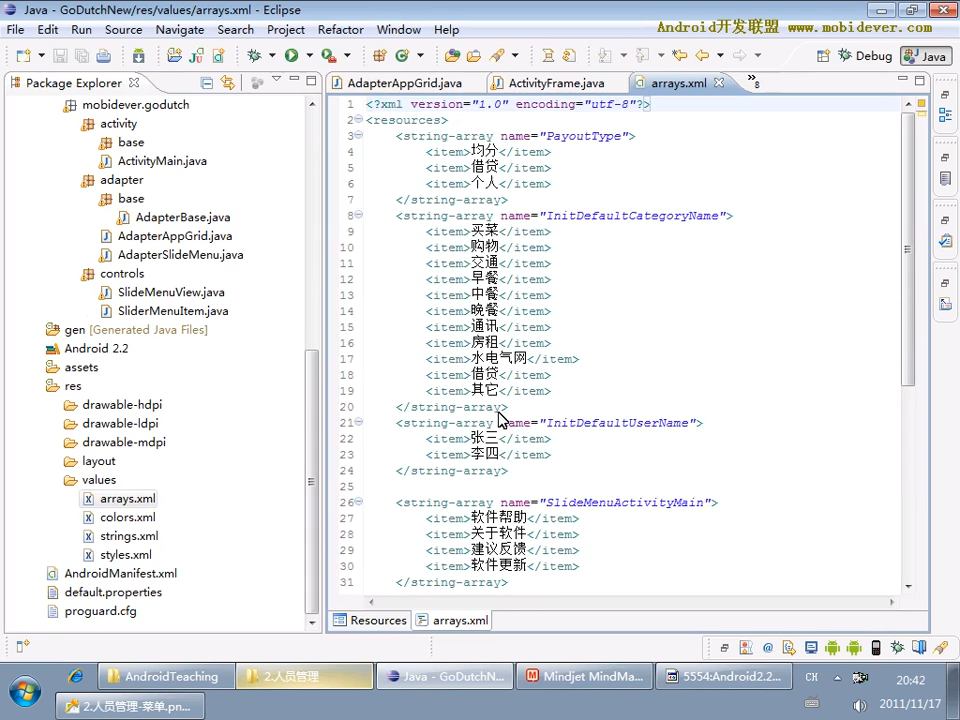 Java - GoDutchNew/res/values/arrays.xml - Eclipse
File Edit Run Source Navigate Search Project Refactor Window Help
Android开发联盟 www.mobidever.com
Debug Java
Package Explorer
AdapterAppGrid.java ActivityFrame.java arrays.xml »8
mobidever.godutch
activity
base
ActivityMain.java
adapter
base
AdapterBase.java
AdapterAppGrid.java
AdapterSlideMenu.java
controls
SlideMenuView.java
SliderMenuItem.java
gen [Generated Java Files]
Android 2.2
assets
res
drawable-hdpi
drawable-ldpi
drawable-mdpi
layout
values
arrays.xml
colors.xml
strings.xml
styles.xml
AndroidManifest.xml
default.properties
proguard.cfg
1 <?xml version="1.0" encoding="utf-8"?>
2 <resources>
3 <string-array name="PayoutType">
4 <item>均分</item>
5 <item>借贷</item>
6 <item>个人</item>
7 </string-array>
8 <string-array name="InitDefaultCategoryName">
9 <item>买菜</item>
10 <item>购物</item>
11 <item>交通</item>
12 <item>早餐</item>
13 <item>中餐</item>
14 <item>晚餐</item>
15 <item>通讯</item>
16 <item>房租</item>
17 <item>水电气网</item>
18 <item>借贷</item>
19 <item>其它</item>
20 </string-array>
21 <string-array name="InitDefaultUserName">
22 <item>张三</item>
23 <item>李四</item>
24 </string-array>
25
26 <string-array name="SlideMenuActivityMain">
27 <item>软件帮助</item>
28 <item>关于软件</item>
29 <item>建议反馈</item>
30 <item>软件更新</item>
31 </string-array>
Resources arrays.xml
AndroidTeaching 2.人员管理 Java - GoDutchN... Mindjet MindMa... 5554:Android2.2... CH 20:42
2.人员管理-菜单.pn... 2011/11/17